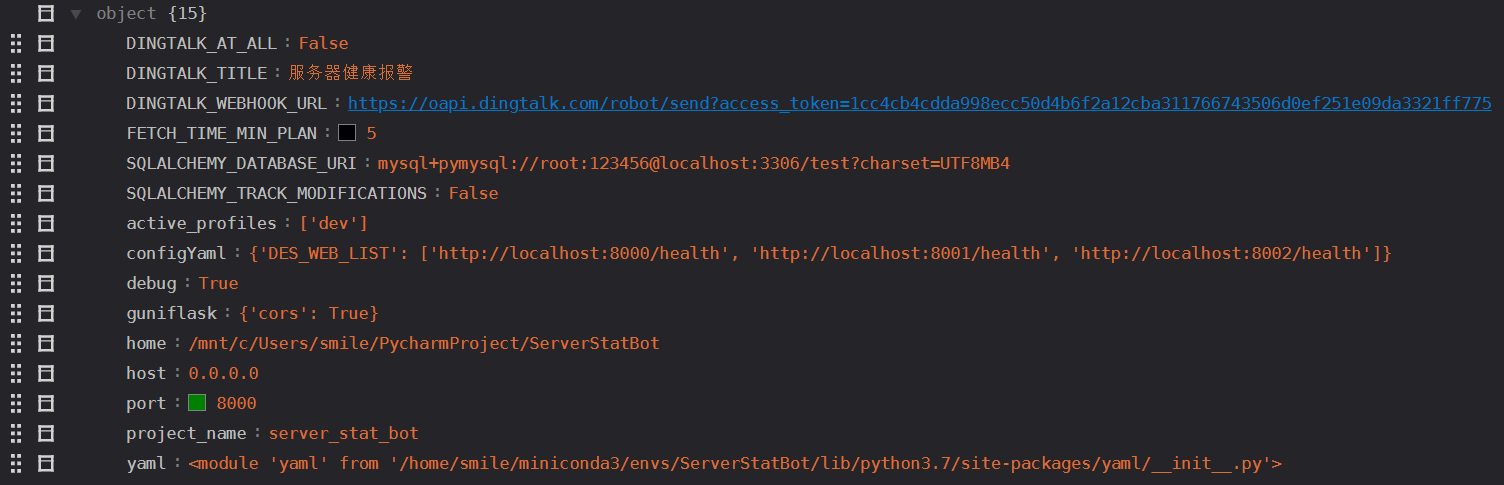 object {15}
DINGTALK_AT_ALL : False
DINGTALK_TITLE : 服务器健康报警
DINGTALK_WEBHOOK_URL : https://oapi.dingtalk.com/robot/send?access_token=1cc4cb4cdda998ecc50d4b6f2a12cba311766743506d0ef251e09da3321ff775
FETCH_TIME_MIN_PLAN : 5
SQLALCHEMY_DATABASE_URI : mysql+pymysql://root:123456@localhost:3306/test?charset=UTF8MB4
SQLALCHEMY_TRACK_MODIFICATIONS : False
active_profiles : ['dev']
configYaml : {'DES_WEB_LIST': ['http://localhost:8000/health', 'http://localhost:8001/health', 'http://localhost:8002/health']}
debug : True
guniflask : {'cors': True}
home : /mnt/c/Users/smile/PycharmProject/ServerStatBot
host : 0.0.0.0
port : 8000
project_name : server_stat_bot
yaml : <module 'yaml' from '/home/smile/miniconda3/envs/ServerStatBot/lib/python3.7/site-packages/yaml/__init__.py'>